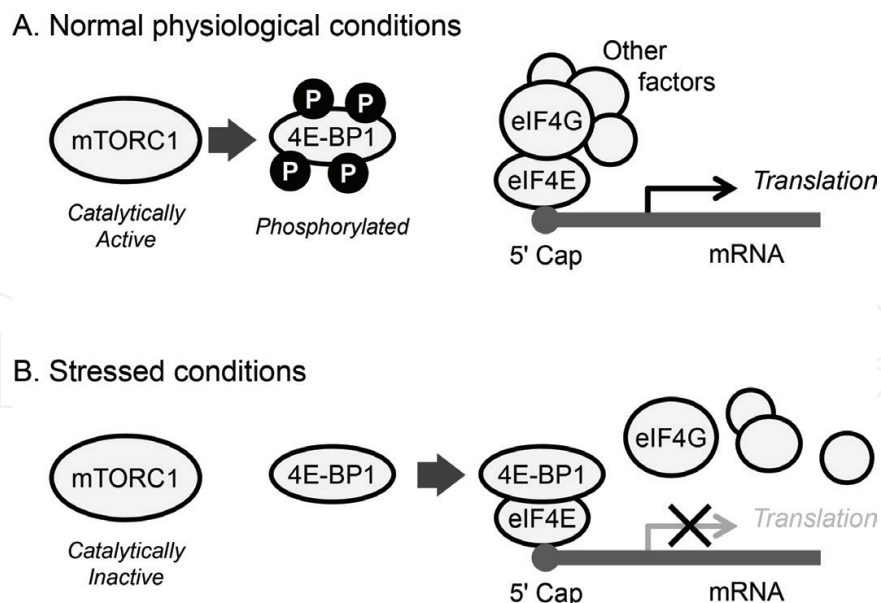 A. Normal physiological conditions
mTORC1
Catalytically
Active
P
P
4E-BP1
P
P
Phosphorylated
Other
factors
eIF4G
eIF4E
Translation
5' Cap
mRNA
B. Stressed conditions
mTORC1
Catalytically
Inactive
4E-BP1
4E-BP1
eIF4E
eIF4G
Translation
5' Cap
mRNA